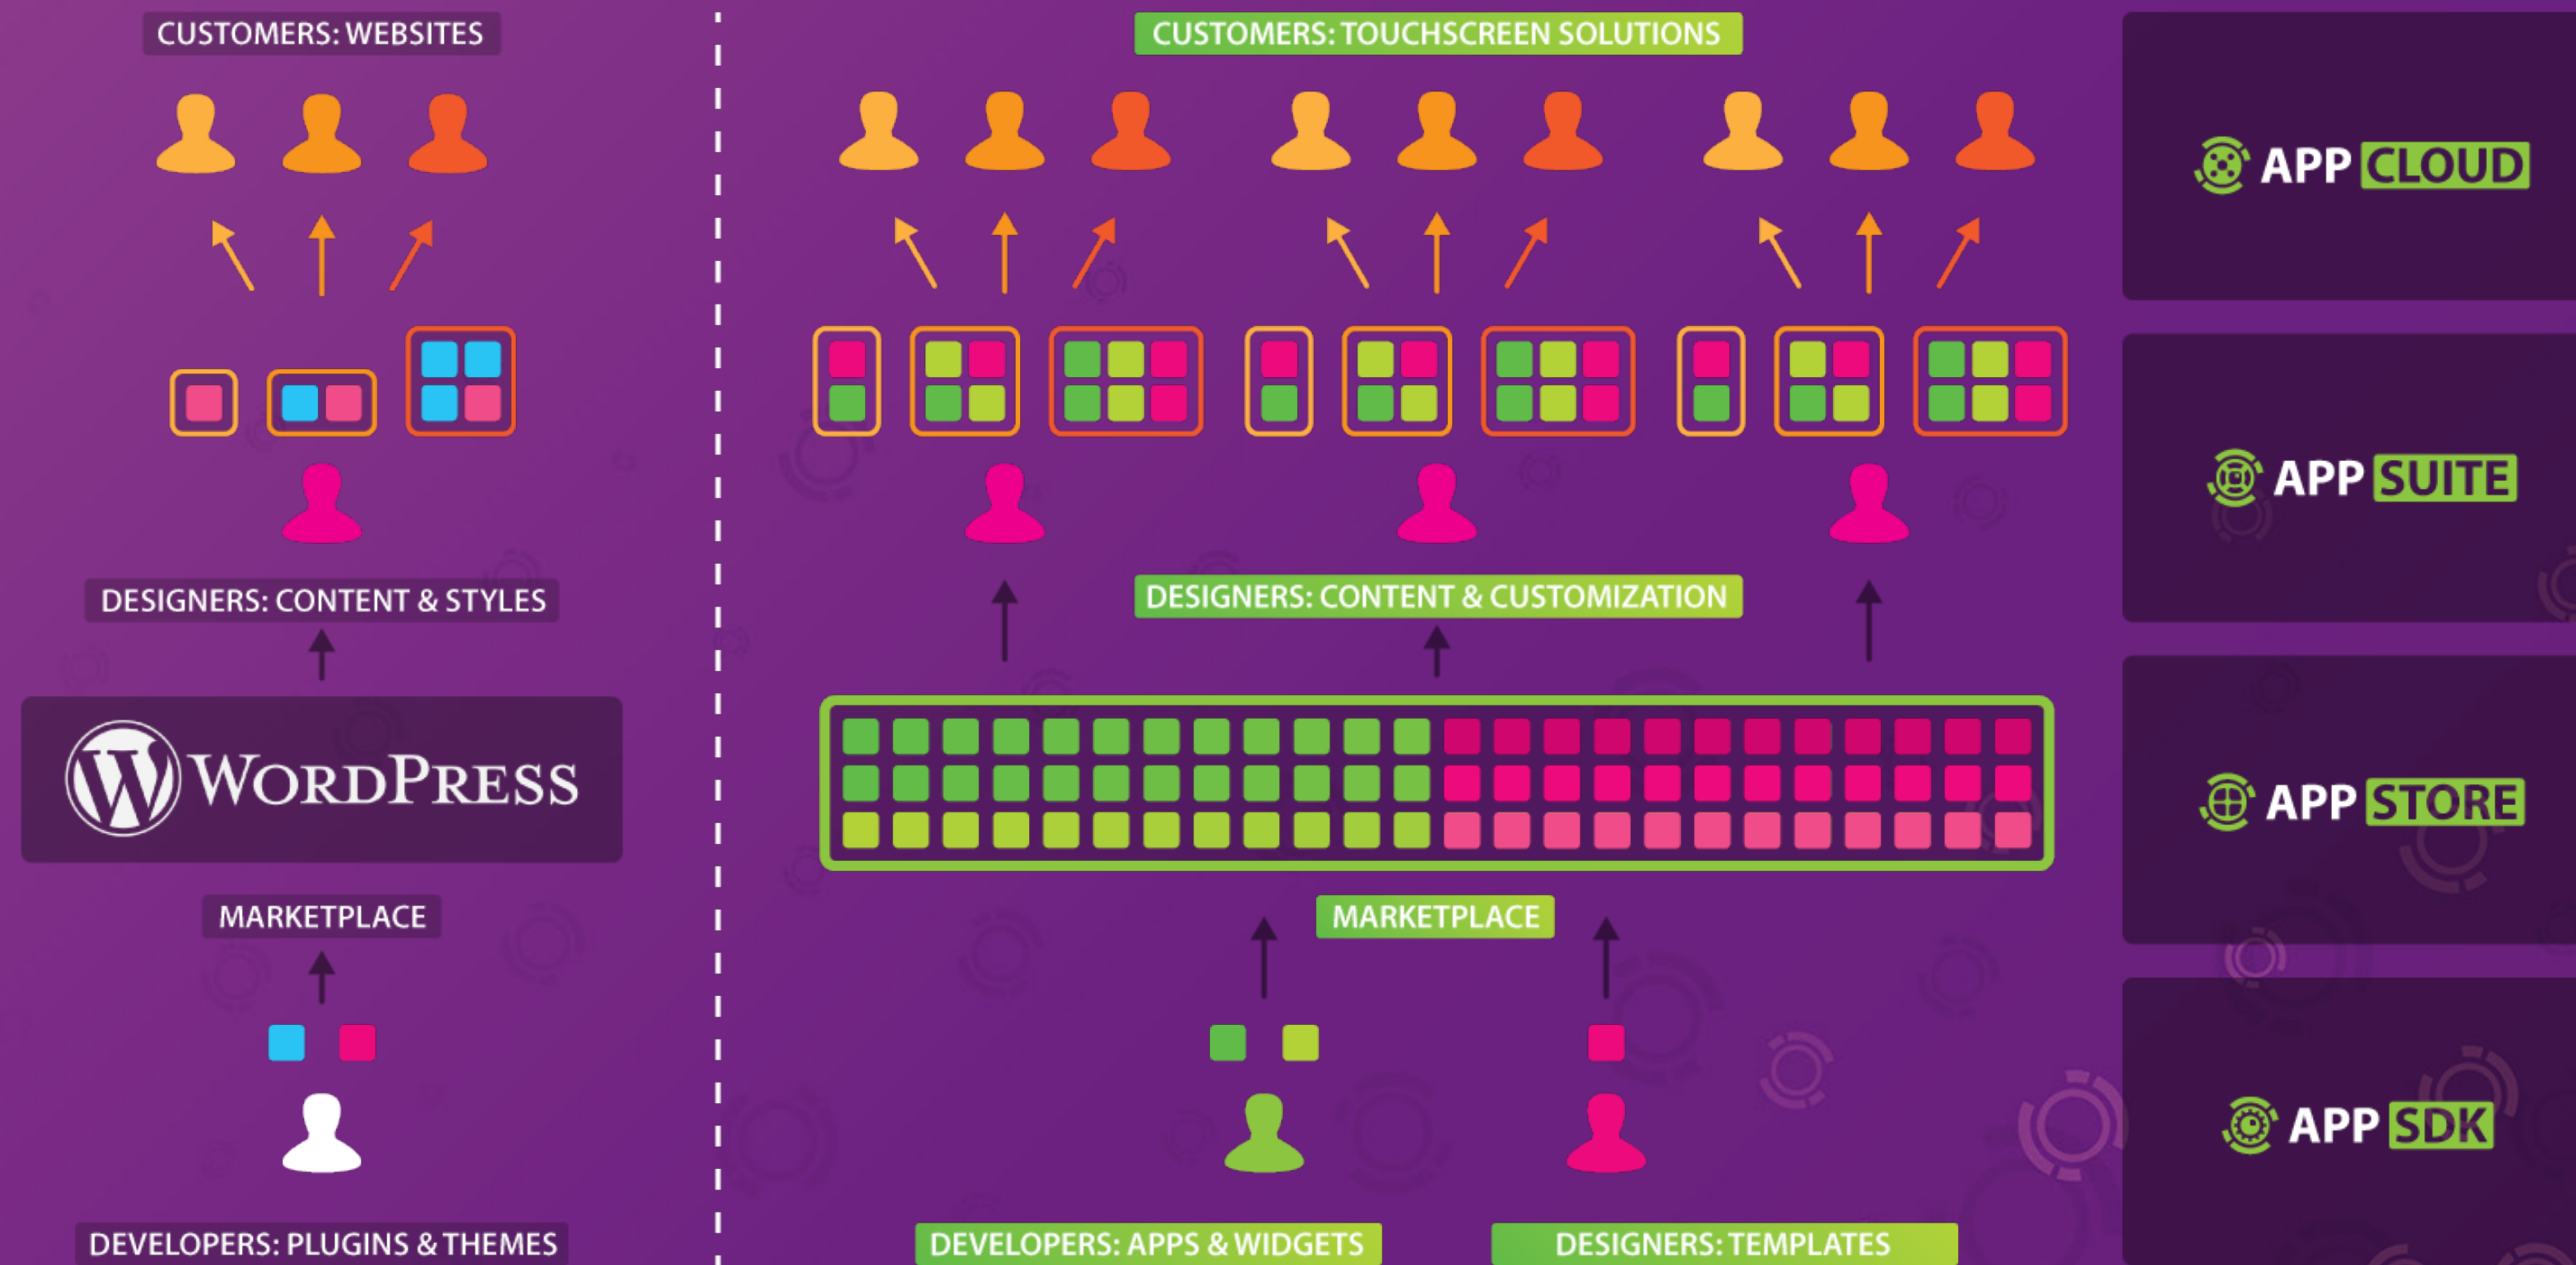 CUSTOMERS: WEBSITES
DESIGNERS: CONTENT & STYLES
WORDPRESS
MARKETPLACE
DEVELOPERS: PLUGINS & THEMES
CUSTOMERS: TOUCHSCREEN SOLUTIONS
DESIGNERS: CONTENT & CUSTOMIZATION
MARKETPLACE
DEVELOPERS: APPS & WIDGETS
DESIGNERS: TEMPLATES
APP CLOUD
APP SUITE
APP STORE
APP SDK